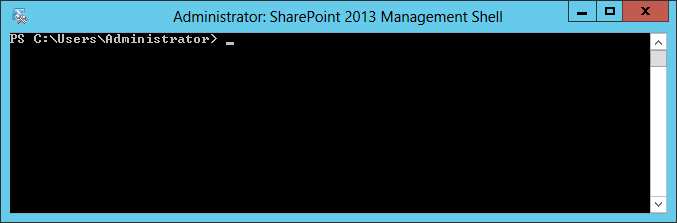 Administrator: SharePoint 2013 Management Shell
PS C:\Users\Administrator> _